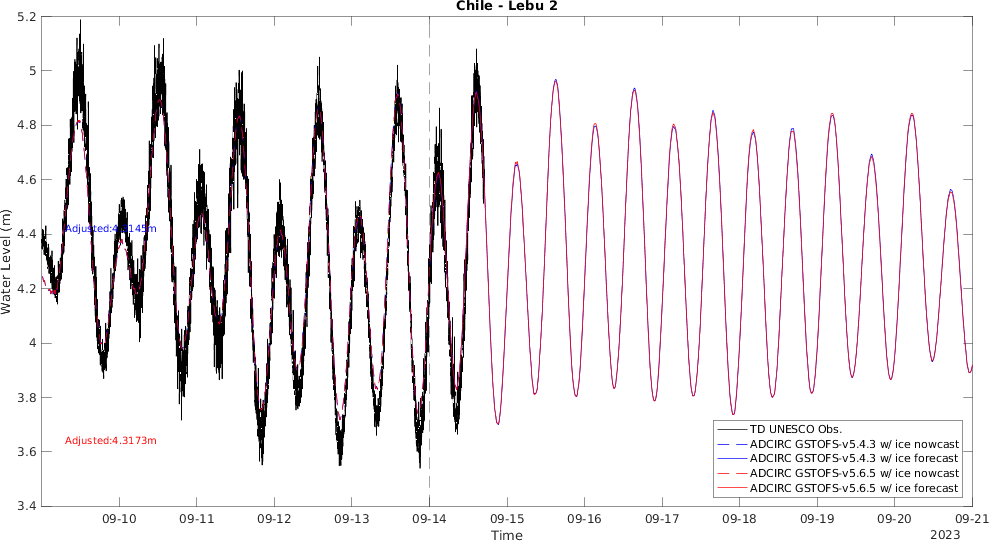 Chile - Lebu 2
5.2
5
4.8
4.6
4.4
4.2
4
3.8
3.6
3.4
Water Level (m)
Adjusted:4.3173m
TD UNESCO Obs.
ADCIRC GSTOFS-v5.4.3 w/ ice nowcast
ADCIRC GSTOFS-v5.4.3 w/ ice forecast
ADCIRC GSTOFS-v5.6.5 w/ ice nowcast
ADCIRC GSTOFS-v5.6.5 w/ ice forecast
09-10 09-11 09-12 09-13 09-14 09-15 09-16 09-17 09-18 09-19 09-20 09-21
Time
2023